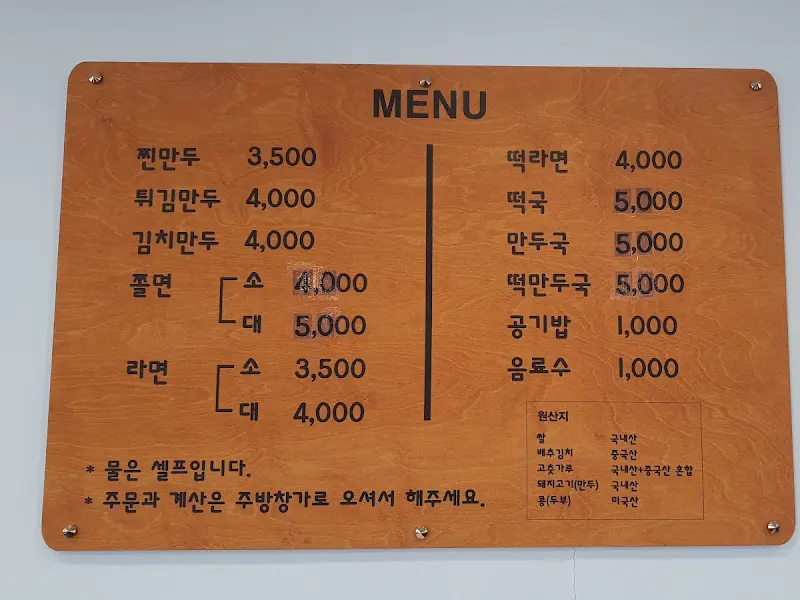 MENU
찐만두 3,500
튀김만두 4,000
김치만두 4,000
쫄면 소 4,000
대 5,000
라면 소 3,500
대 4,000
떡라면 4,000
떡국 5,000
만두국 5,000
떡만두국 5,000
공기밥 1,000
음료수 1,000
원산지
쌀 국내산
배추김치 중국산
고춧가루 국내산+중국산 혼합
돼지고기(만두) 국내산
콩(두부) 미국산
* 물은 셀프입니다.
* 주문과 계산은 주방창가로 오셔서 해주세요.